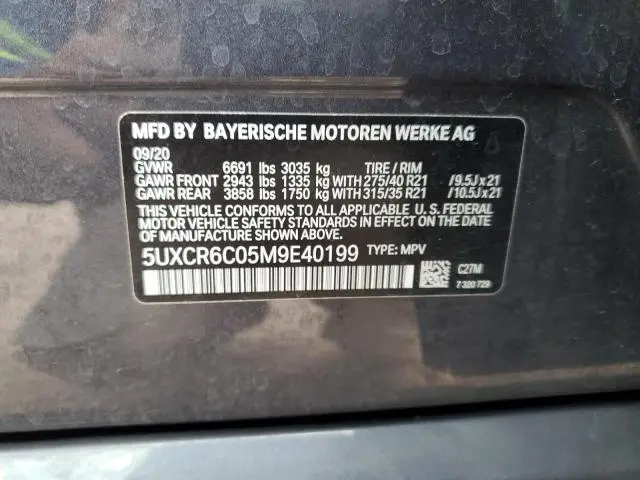 MFD BY BAYERISCHE MOTOREN WERKE AG
09/20
GVWR 6691 lbs 3035 kg TIRE / RIM
GAWR FRONT 2943 lbs 1335 kg WITH 275/40 R21 /9.5Jx21
GAWR REAR 3858 lbs 1750 kg WITH 315/35 R21 /10.5Jx21
THIS VEHICLE CONFORMS TO ALL APPLICABLE U. S. FEDERAL
MOTOR VEHICLE SAFETY STANDARDS IN EFFECT ON THE DATE
OF MANUFACTURE SHOWN ABOVE.
5UXCR6C05M9E40199 TYPE: MPV
C27M
7 320 729